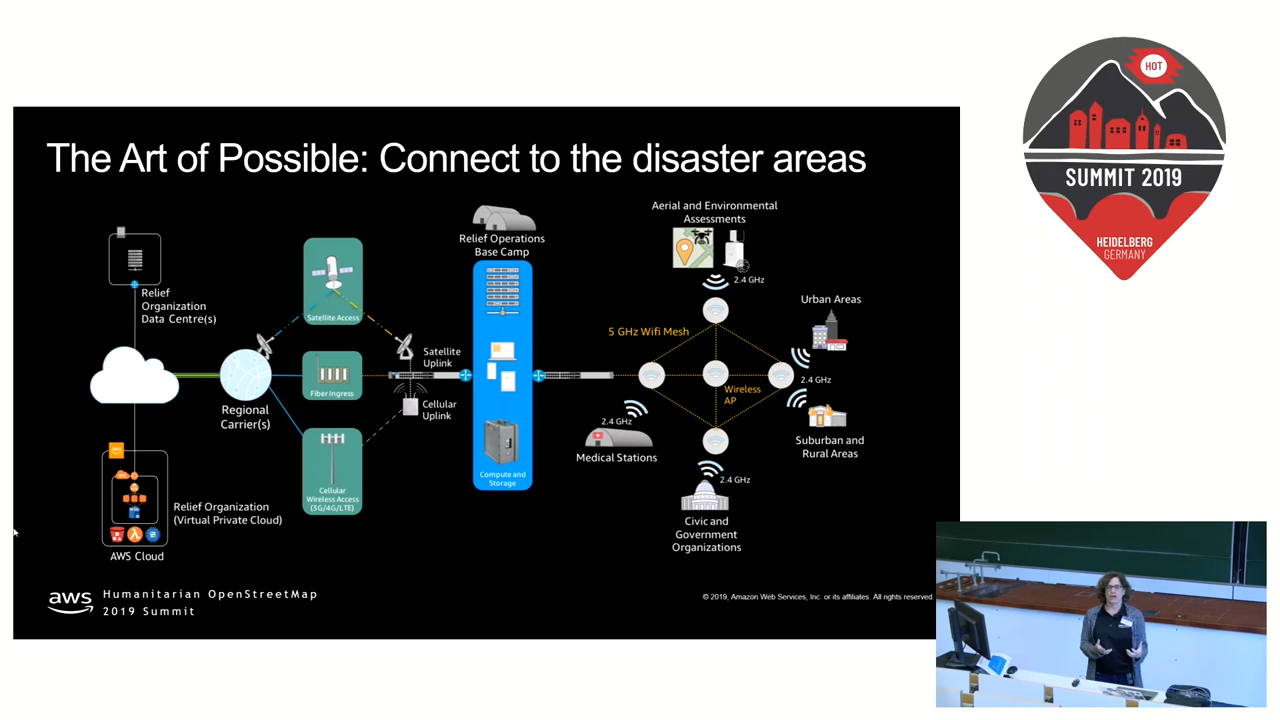 The Art of Possible: Connect to the disaster areas
Relief
Organization
Data Centre(s)
Regional
Carrier(s)
Relief Organization
(Virtual Private Cloud)
AWS Cloud
Satellite Access
Fiber Ingress
Cellular
Wireless Access
(3G/4G/LTE)
Satellite
Uplink
Cellular
Uplink
Relief Operations
Base Camp
Compute and
Storage
Aerial and Environmental
Assessments
2.4 GHz
5 GHz Wifi Mesh
Wireless
AP
Urban Areas
2.4 GHz
Suburban and
Rural Areas
2.4 GHz
Medical Stations
2.4 GHz
Civic and
Government
Organizations
aws
Humanitarian OpenStreetMap
2019 Summit
© 2019, Amazon Web Services, Inc. or its affiliates. All rights reserved.
HOT
SUMMIT 2019
HEIDELBERG
GERMANY